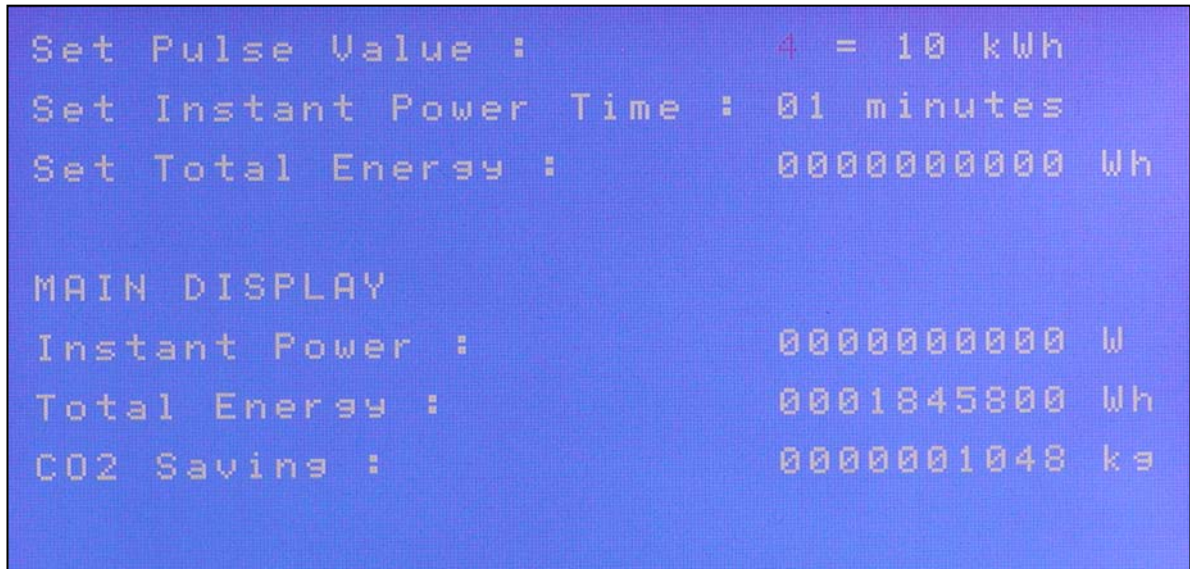 Set Pulse Value : 4 = 10 kWh
Set Instant Power Time : 01 minutes
Set Total Energy : 0000000000 Wh
MAIN DISPLAY
Instant Power : 0000000000 W
Total Energy : 0001845800 Wh
CO2 Saving : 0000001048 kg